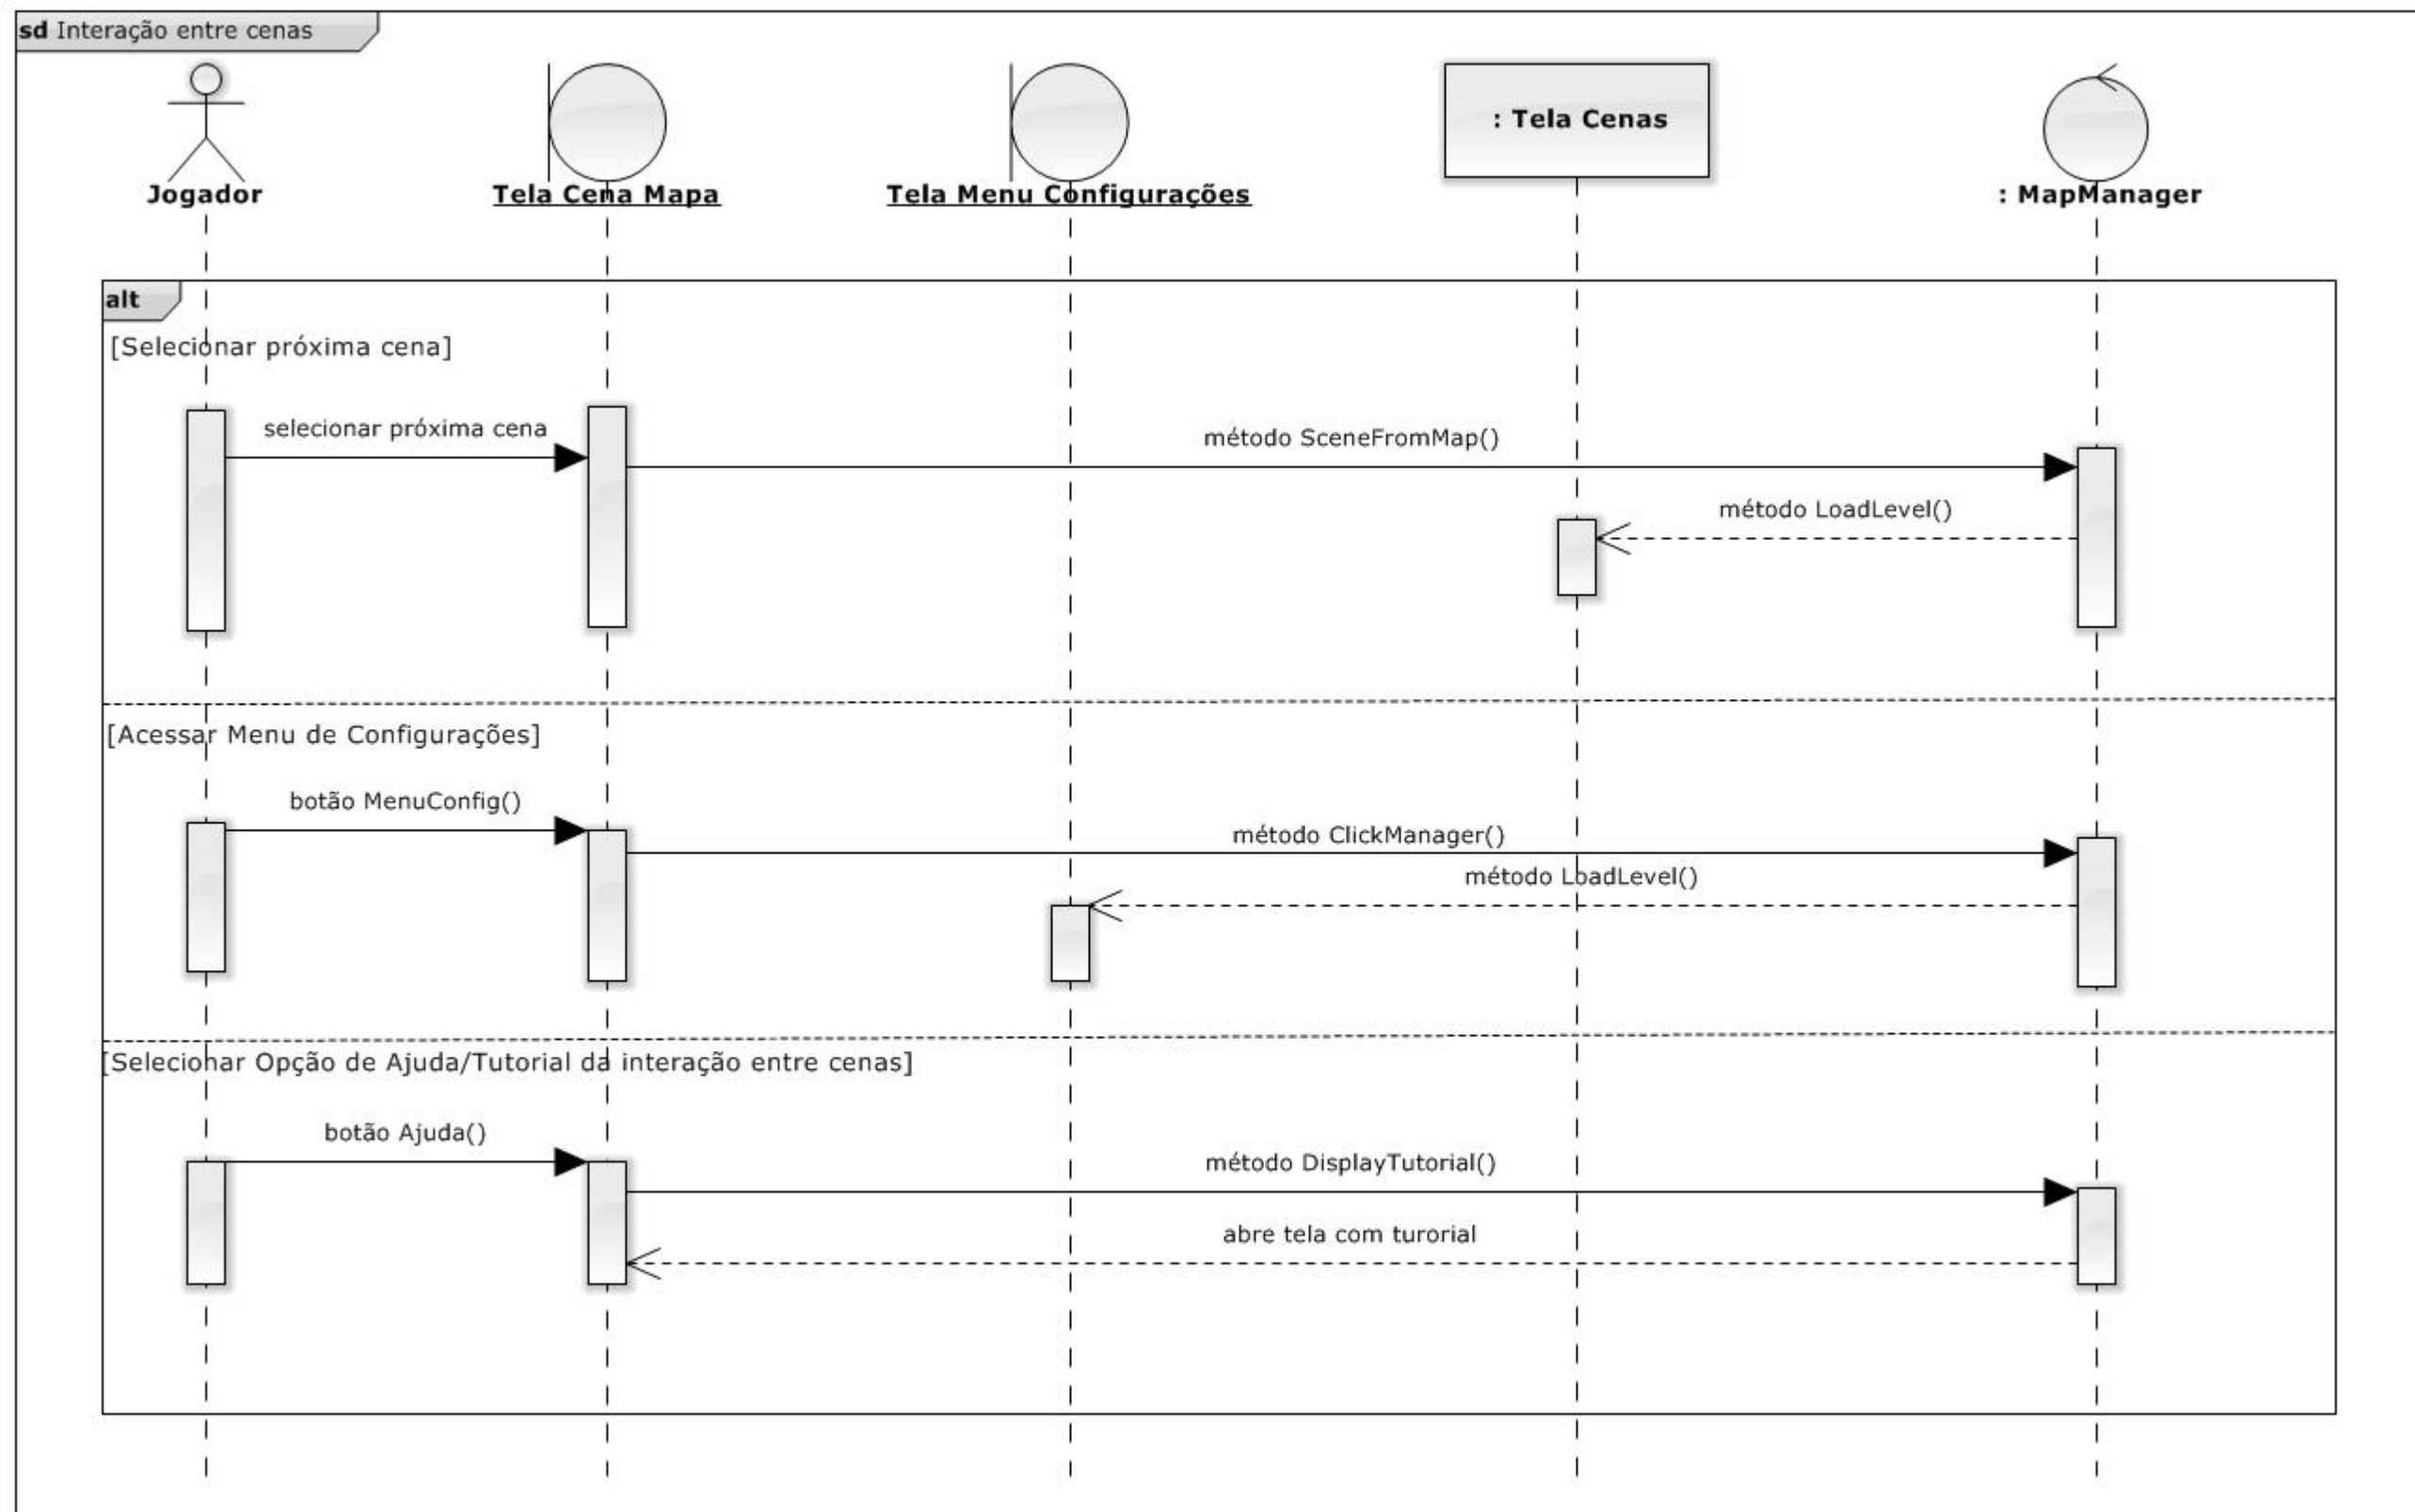 sd Interação entre cenas
Jogador
Tela Cena Mapa
Tela Menu Configurações
: Tela Cenas
: MapManager
alt
[Selecionar próxima cena]
selecionar próxima cena
método SceneFromMap()
método LoadLevel()
[Acessar Menu de Configurações]
botão MenuConfig()
método ClickManager()
método LoadLevel()
[Selecionar Opção de Ajuda/Tutorial da interação entre cenas]
botão Ajuda()
método DisplayTutorial()
abre tela com turorial